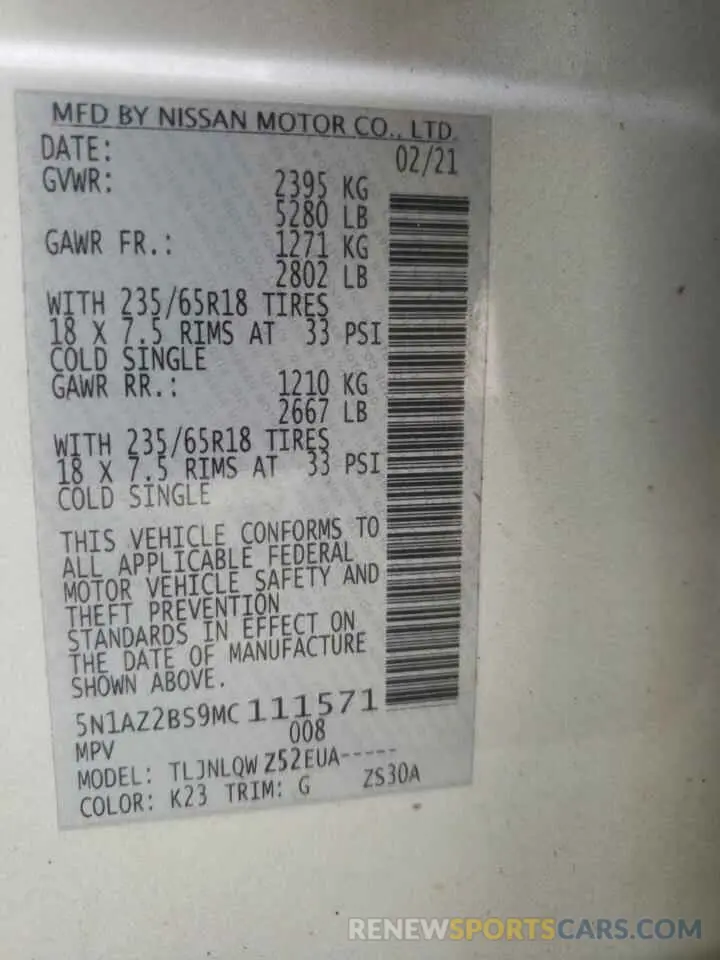 MFD BY NISSAN MOTOR CO., LTD.
DATE: 02/21
GVWR: 2395 KG
5280 LB
GAWR FR.: 1271 KG
2802 LB
WITH 235/65R18 TIRES
18 X 7.5 RIMS AT 33 PSI
COLD SINGLE
GAWR RR.: 1210 KG
2667 LB
WITH 235/65R18 TIRES
18 X 7.5 RIMS AT 33 PSI
COLD SINGLE
THIS VEHICLE CONFORMS TO
ALL APPLICABLE FEDERAL
MOTOR VEHICLE SAFETY AND
THEFT PREVENTION
STANDARDS IN EFFECT ON
THE DATE OF MANUFACTURE
SHOWN ABOVE.
5N1AZ2BS9MC111571
MPV 008
MODEL: TLJNLQWZ52EUA-----
COLOR: K23 TRIM: G ZS30A
RENEWSPORTSCARS.COM